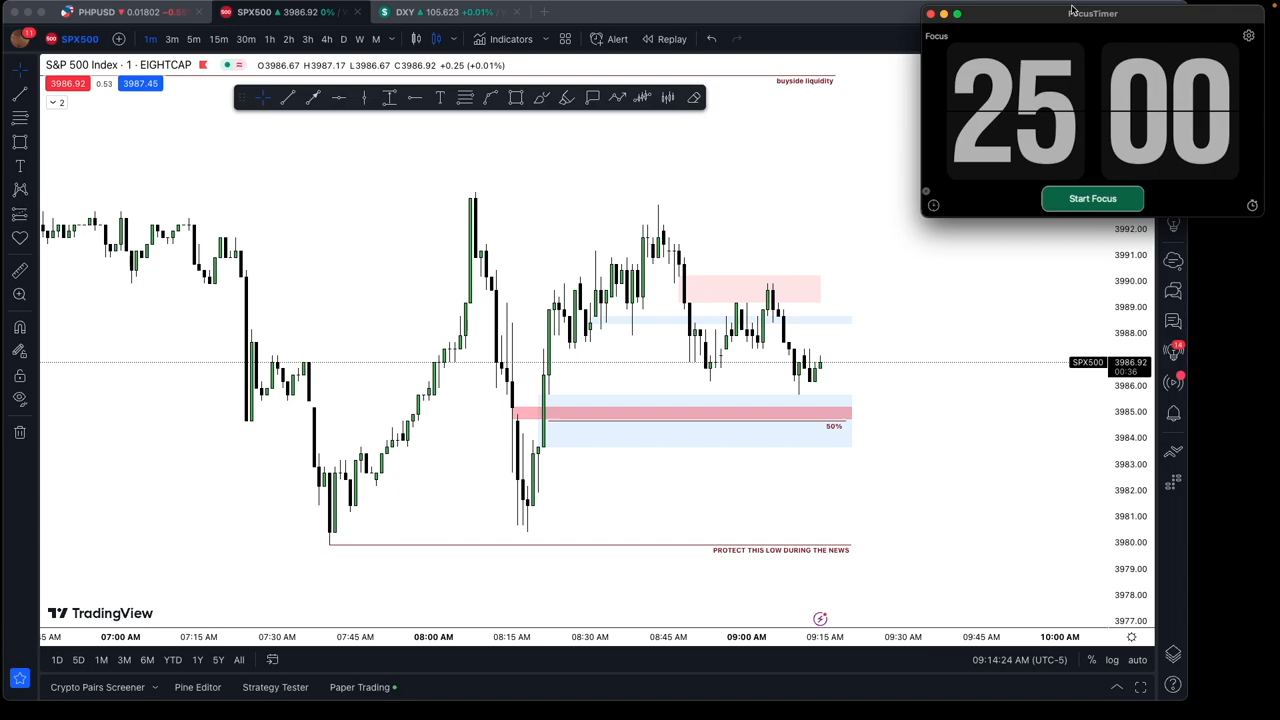 PHPUSD ▼ 0.01802
SPX500 ▲ 3986.92 0% /
DXY ▲ 105.623 +0.01% /
FocusTimer
11
SPX500
1m 3m 5m 15m 30m 1h 2h 3h 4h D W M
Indicators
Alert
Replay
Focus
S&P 500 Index · 1 · EIGHTCAP
O3986.67 H3987.17 L3986.67 C3986.92 +0.25 (+0.01%)
3986.92
0.53
3987.45
2
buyside liquidity
25 00
Start Focus
3992.00
3991.00
3990.00
3989.00
3988.00
SPX500
3986.92
00:36
14
3986.00
3985.00
50%
3984.00
3983.00
3982.00
3981.00
3980.00
PROTECT THIS LOW DURING THE NEWS
3979.00
3978.00
3977.00
TradingView
45 AM 07:00 AM 07:15 AM 07:30 AM 07:45 AM 08:00 AM 08:15 AM 08:30 AM 08:45 AM 09:00 AM 09:15 AM 09:30 AM 09:45 AM 10:00 AM
1D 5D 1M 3M 6M YTD 1Y 5Y All
09:14:24 AM (UTC-5)
% log auto
Crypto Pairs Screener
Pine Editor
Strategy Tester
Paper Trading